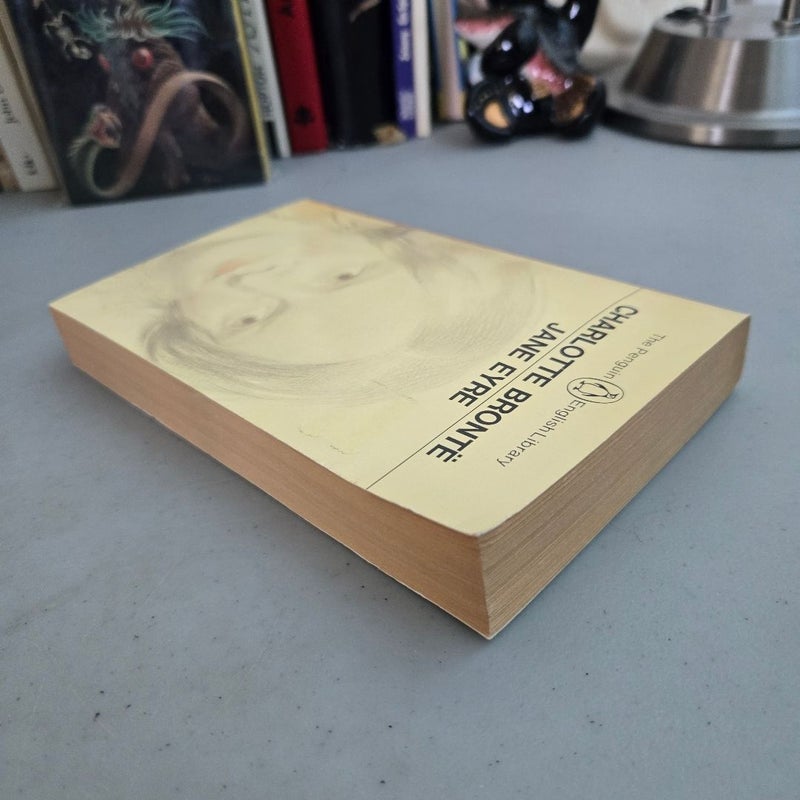 The Penguin English Library
CHARLOTTE BRONTË
JANE EYRE